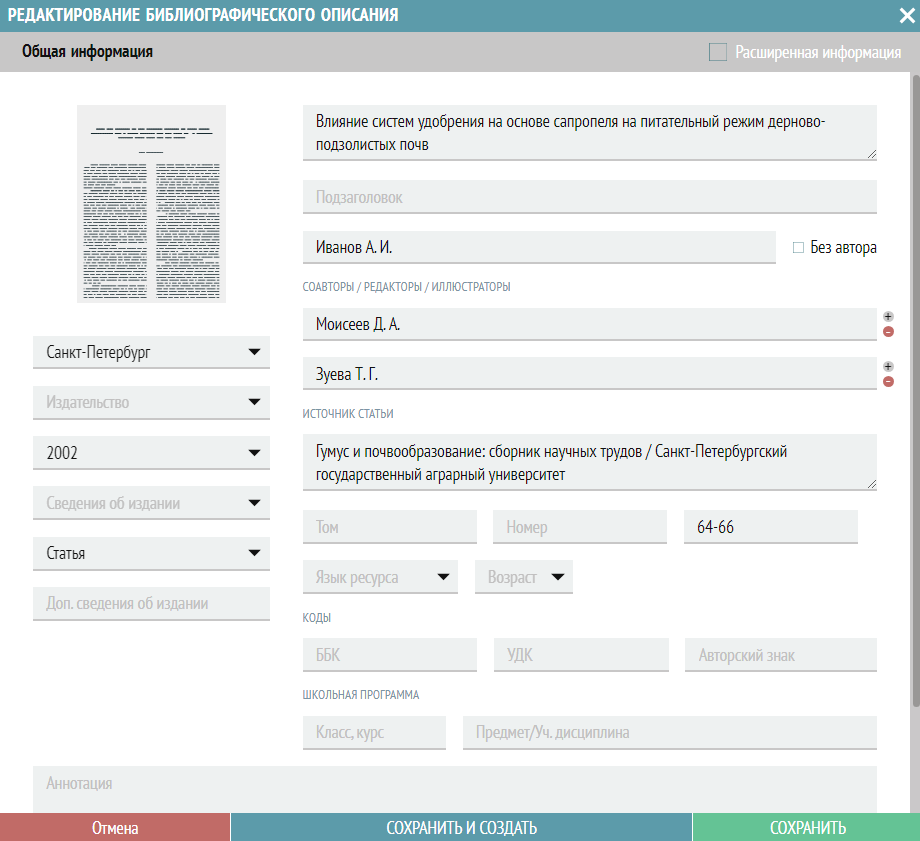 РЕДАКТИРОВАНИЕ БИБЛИОГРАФИЧЕСКОГО ОПИСАНИЯ
Общая информация
Расширенная информация
Влияние систем удобрения на основе сапропеля на питательный режим дерново-
подзолистых почв
Подзаголовок
Иванов А. И.
Без автора
СОАВТОРЫ / РЕДАКТОРЫ / ИЛЛЮСТРАТОРЫ
Моисеев Д. А.
Зуева Т. Г.
ИСТОЧНИК СТАТЬИ
Гумус и почвообразование: сборник научных трудов / Санкт-Петербургский
государственный аграрный университет
Том
Номер
64-66
Язык ресурса
Возраст
КОДЫ
ББК
УДК
Авторский знак
ШКОЛЬНАЯ ПРОГРАММА
Класс, курс
Предмет/Уч. дисциплина
Санкт-Петербург
Издательство
2002
Сведения об издании
Статья
Доп. сведения об издании
Аннотация
Отмена
СОХРАНИТЬ И СОЗДАТЬ
СОХРАНИТЬ